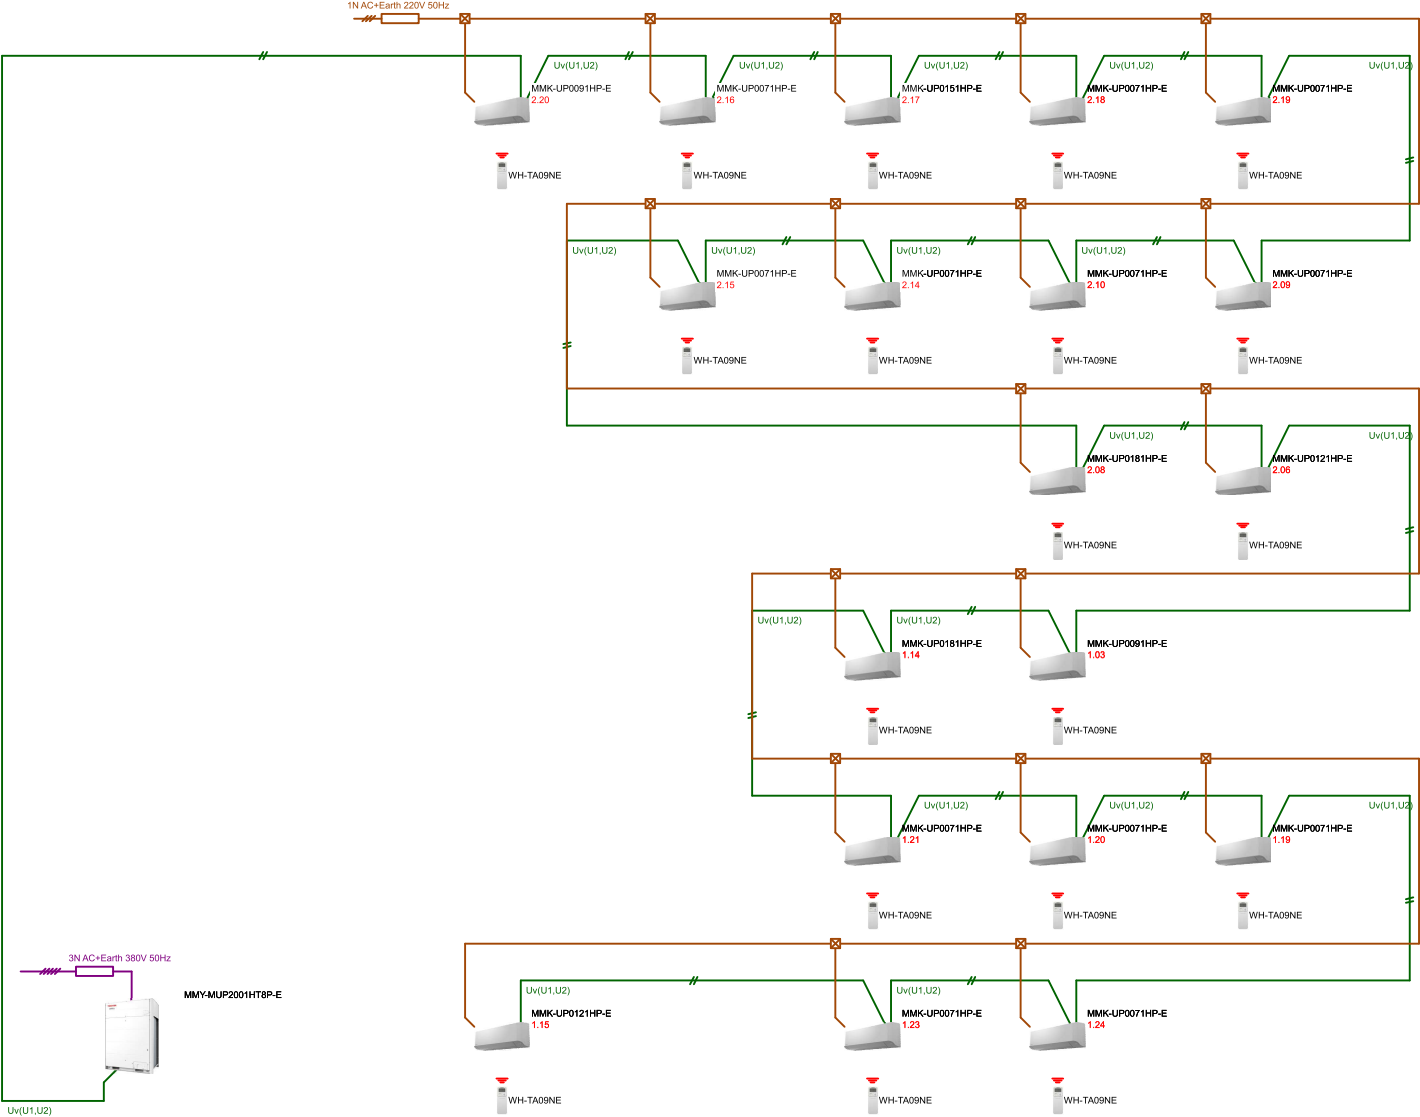 1N AC+Earth 220V 50Hz
Uv(U1,U2) Uv(U1,U2) Uv(U1,U2) Uv(U1,U2) Uv(U1,U2)
MMK-UP0091HP-E MMK-UP0071HP-E MMK-UP0151HP-E MMK-UP0071HP-E MMK-UP0071HP-E
2.20 2.16 2.17 2.18 2.19
WH-TA09NE WH-TA09NE WH-TA09NE WH-TA09NE WH-TA09NE
Uv(U1,U2) Uv(U1,U2) Uv(U1,U2) Uv(U1,U2)
MMK-UP0071HP-E MMK-UP0071HP-E MMK-UP0071HP-E MMK-UP0071HP-E
2.15 2.14 2.10 2.09
WH-TA09NE WH-TA09NE WH-TA09NE WH-TA09NE
Uv(U1,U2) Uv(U1,U2)
MMK-UP0181HP-E MMK-UP0121HP-E
2.08 2.06
WH-TA09NE WH-TA09NE
Uv(U1,U2) Uv(U1,U2)
MMK-UP0181HP-E MMK-UP0091HP-E
1.14 1.03
WH-TA09NE WH-TA09NE
Uv(U1,U2) Uv(U1,U2) Uv(U1,U2)
MMK-UP0071HP-E MMK-UP0071HP-E MMK-UP0071HP-E
1.21 1.20 1.19
WH-TA09NE WH-TA09NE WH-TA09NE
3N AC+Earth 380V 50Hz
MMY-MUP2001HT8P-E
Uv(U1,U2) Uv(U1,U2)
MMK-UP0121HP-E MMK-UP0071HP-E MMK-UP0071HP-E
1.15 1.23 1.24
WH-TA09NE WH-TA09NE WH-TA09NE
Uv(U1,U2)